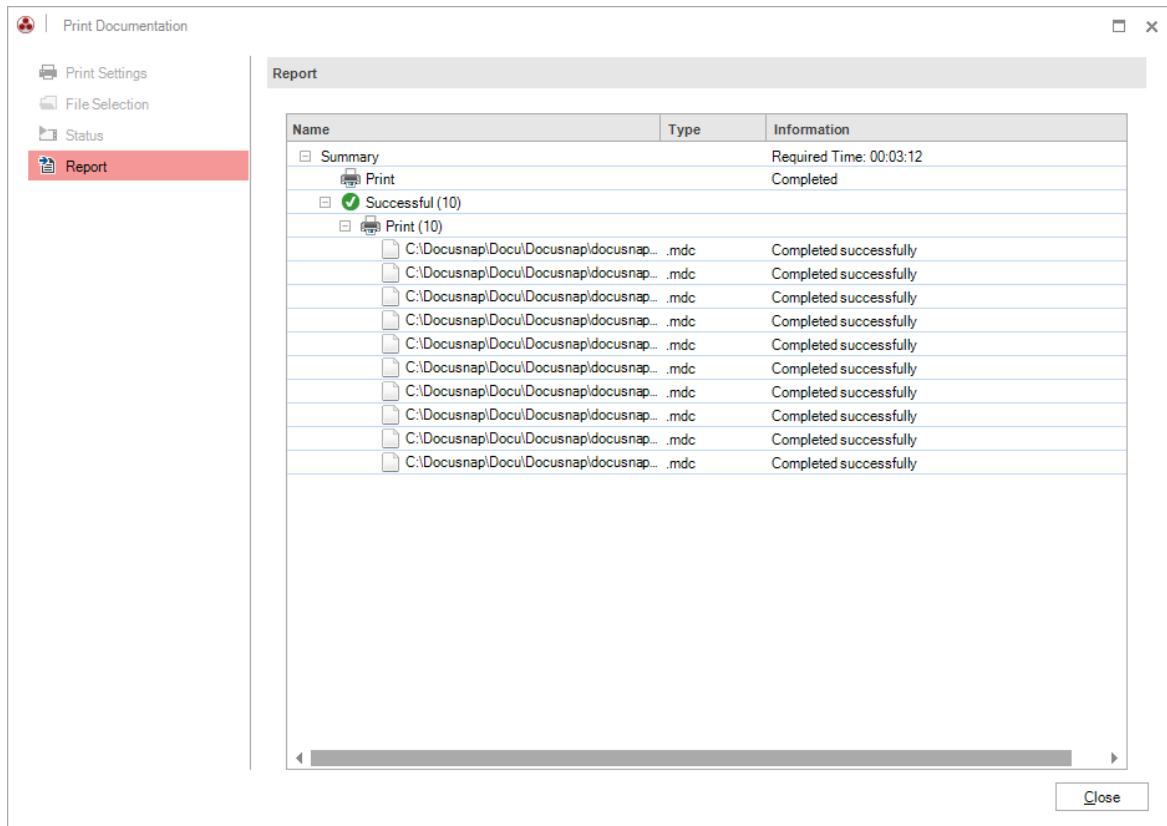 Print Documentation
Print Settings
File Selection
Status
Report
Report
Name Type Information
Summary Required Time: 00:03:12
Print Completed
Successful (10)
Print (10)
C:\Docusnap\Docu\Docusnap\docusnap... .mdc Completed successfully
C:\Docusnap\Docu\Docusnap\docusnap... .mdc Completed successfully
C:\Docusnap\Docu\Docusnap\docusnap... .mdc Completed successfully
C:\Docusnap\Docu\Docusnap\docusnap... .mdc Completed successfully
C:\Docusnap\Docu\Docusnap\docusnap... .mdc Completed successfully
C:\Docusnap\Docu\Docusnap\docusnap... .mdc Completed successfully
C:\Docusnap\Docu\Docusnap\docusnap... .mdc Completed successfully
C:\Docusnap\Docu\Docusnap\docusnap... .mdc Completed successfully
C:\Docusnap\Docu\Docusnap\docusnap... .mdc Completed successfully
C:\Docusnap\Docu\Docusnap\docusnap... .mdc Completed successfully
Close